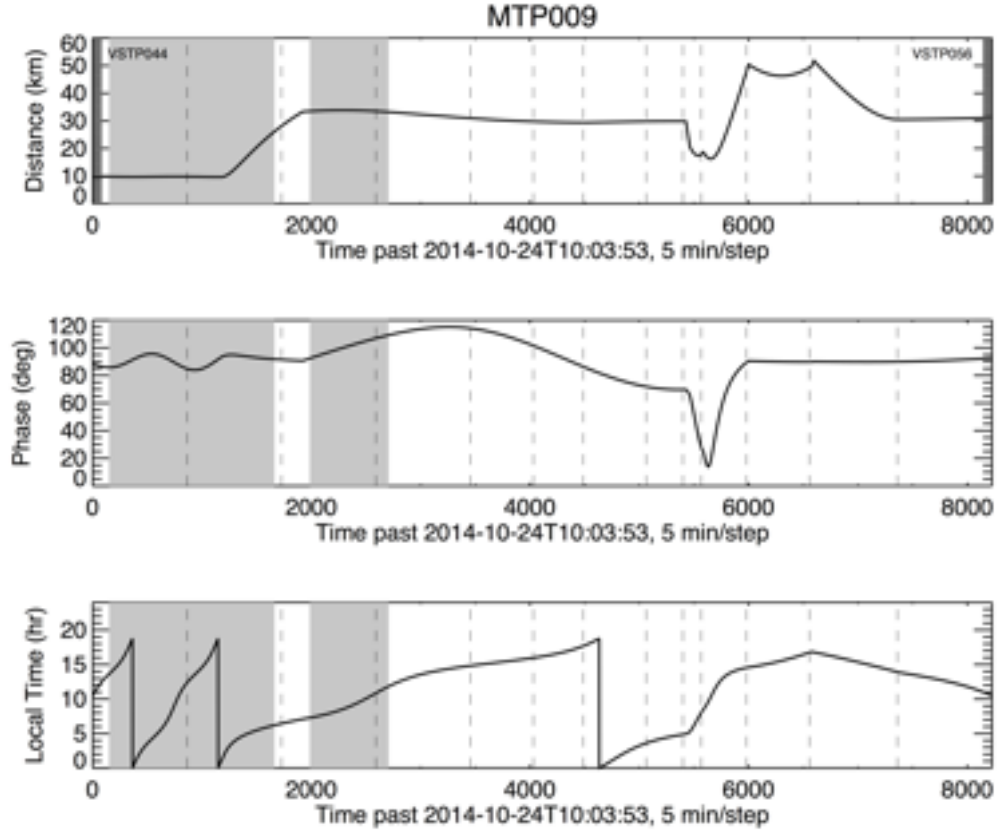 MTP009
VSTP044
VSTP056
Distance (km)
60
50
40
30
20
10
0
0 2000 4000 6000 8000
Time past 2014-10-24T10:03:53, 5 min/step
Phase (deg)
120
100
80
60
40
20
0
0 2000 4000 6000 8000
Time past 2014-10-24T10:03:53, 5 min/step
Local Time (hr)
20
15
10
5
0
0 2000 4000 6000 8000
Time past 2014-10-24T10:03:53, 5 min/step